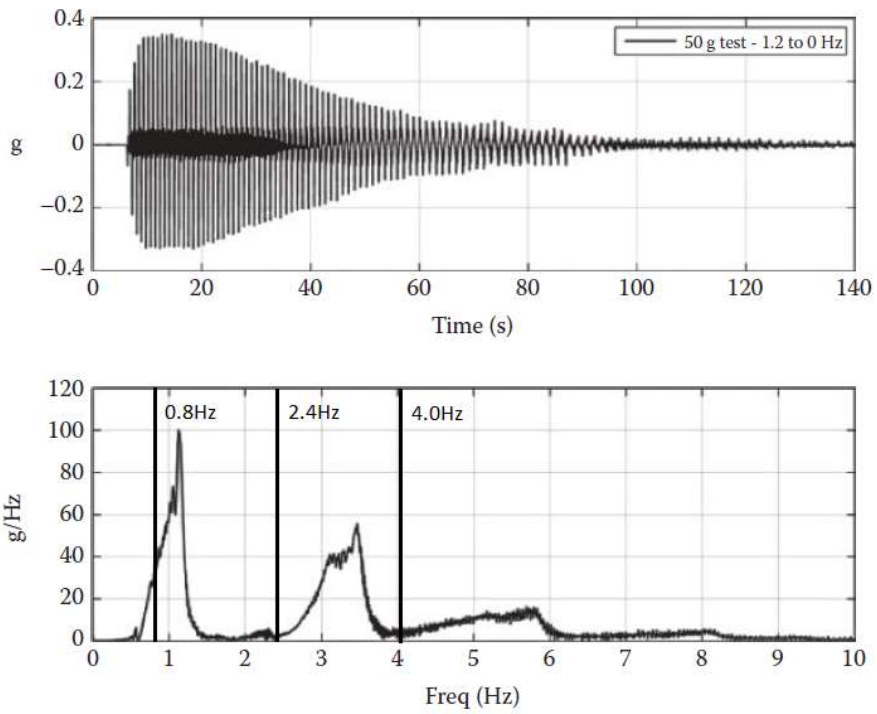 0.4
0.2
g
0
−0.2
−0.4
50 g test - 1.2 to 0 Hz
0 20 40 60 80 100 120 140
Time (s)
120
100
80
g/Hz
60
40
20
0
0.8Hz 2.4Hz 4.0Hz
0 1 2 3 4 5 6 7 8 9 10
Freq (Hz)